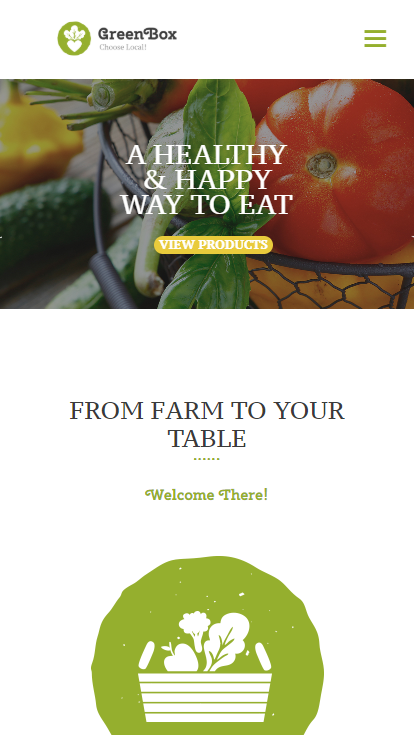 GreenBox
Choose Local!
A HEALTHY
& HAPPY
WAY TO EAT
VIEW PRODUCTS
FROM FARM TO YOUR
TABLE
Welcome There!